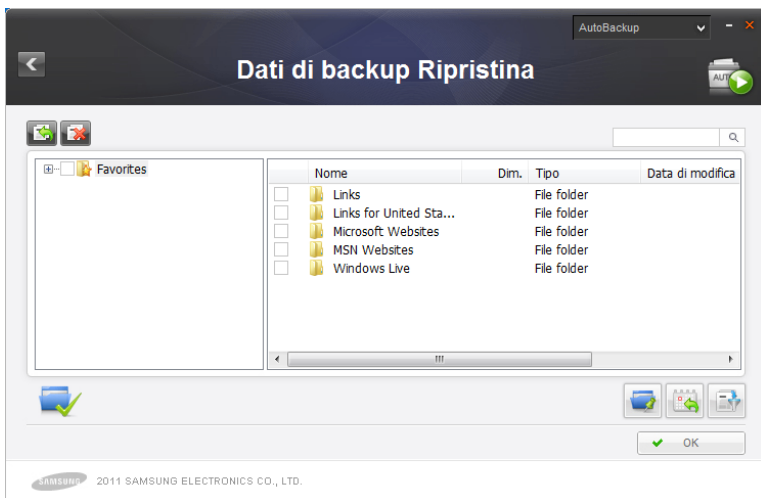 AutoBackup
Dati di backup Ripristina
AUT
Favorites
Nome Dim. Tipo Data di modifica
Links File folder
Links for United Sta... File folder
Microsoft Websites File folder
MSN Websites File folder
Windows Live File folder
OK
SAMSUNG 2011 SAMSUNG ELECTRONICS CO., LTD.